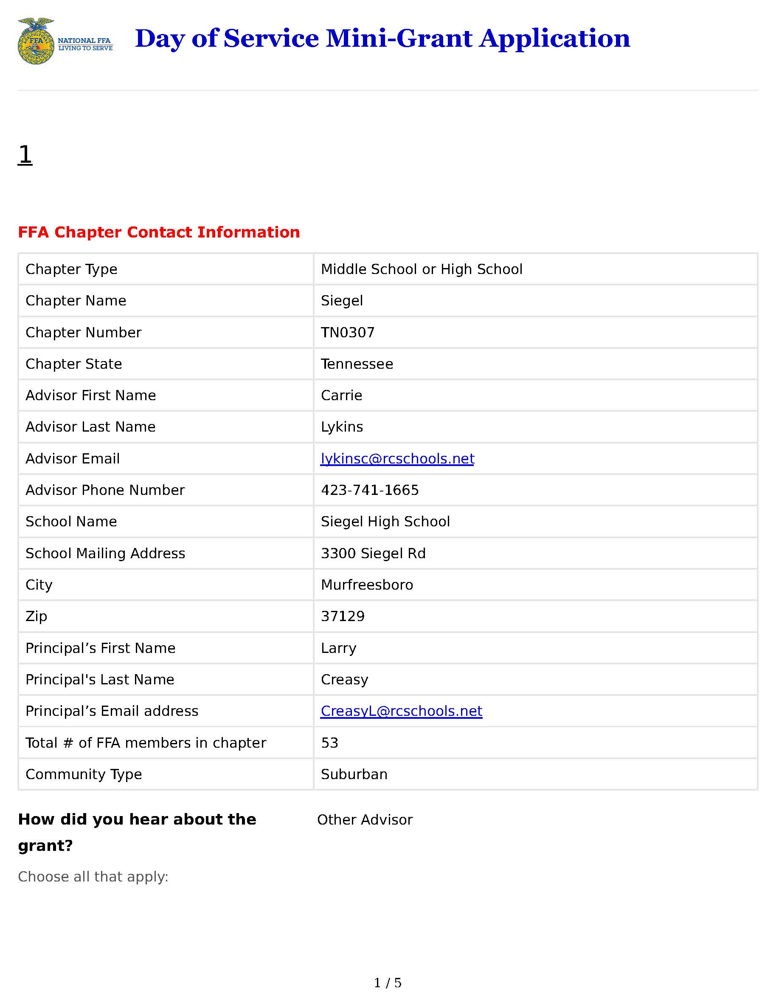 FFA
AGRICULTURAL
EDUCATION
NATIONAL FFA
LIVING TO SERVE
Day of Service Mini-Grant Application
1
FFA Chapter Contact Information
Chapter Type Middle School or High School
Chapter Name Siegel
Chapter Number TN0307
Chapter State Tennessee
Advisor First Name Carrie
Advisor Last Name Lykins
Advisor Email lykinsc@rcschools.net
Advisor Phone Number 423-741-1665
School Name Siegel High School
School Mailing Address 3300 Siegel Rd
City Murfreesboro
Zip 37129
Principal’s First Name Larry
Principal's Last Name Creasy
Principal’s Email address CreasyL@rcschools.net
Total # of FFA members in chapter 53
Community Type Suburban
How did you hear about the Other Advisor
grant?
Choose all that apply:
1 / 5